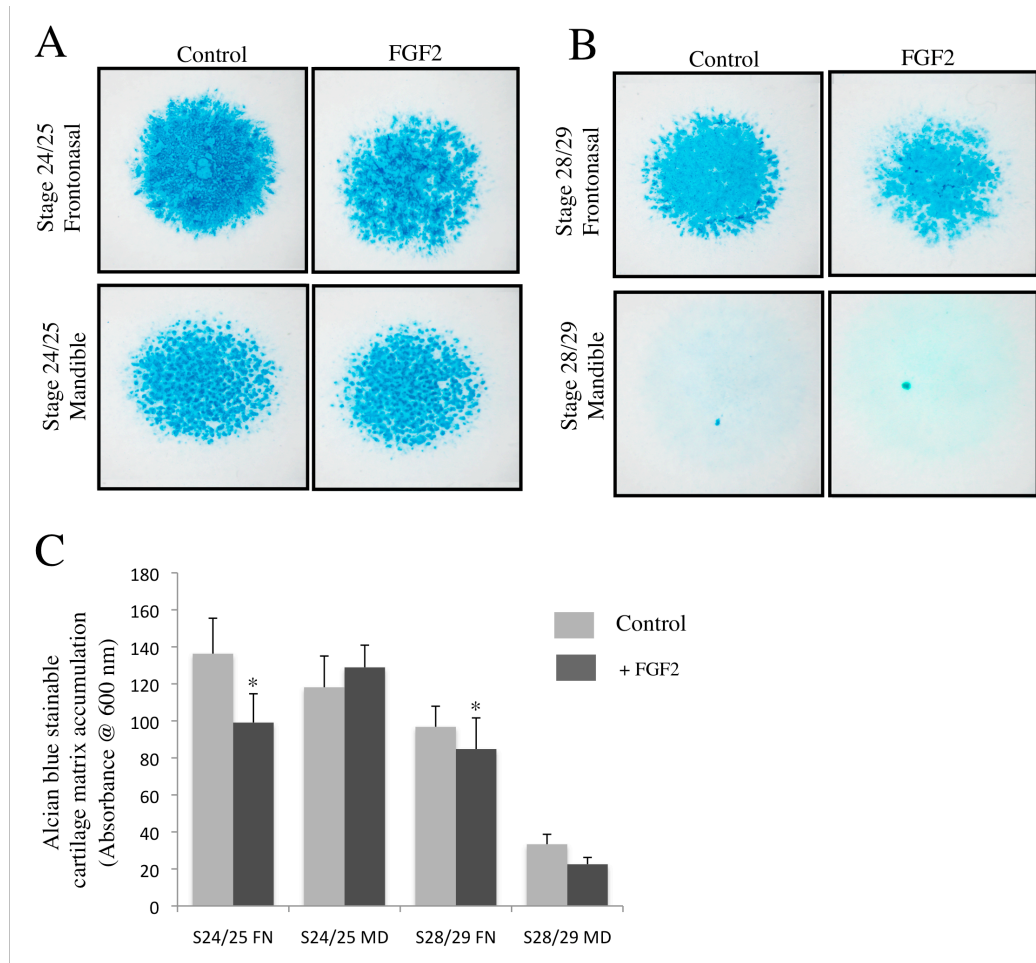 A
Control
FGF2
Stage 24/25
Frontonasal
Stage 24/25
Mandible
B
Control
FGF2
Stage 28/29
Frontonasal
Stage 28/29
Mandible
C
Alcian blue stainable
cartilage matrix accumulation
(Absorbance @ 600 nm)
180
160
140
120
100
80
60
40
20
0
*
*
S24/25 FN
S24/25 MD
S28/29 FN
S28/29 MD
Control
+ FGF2